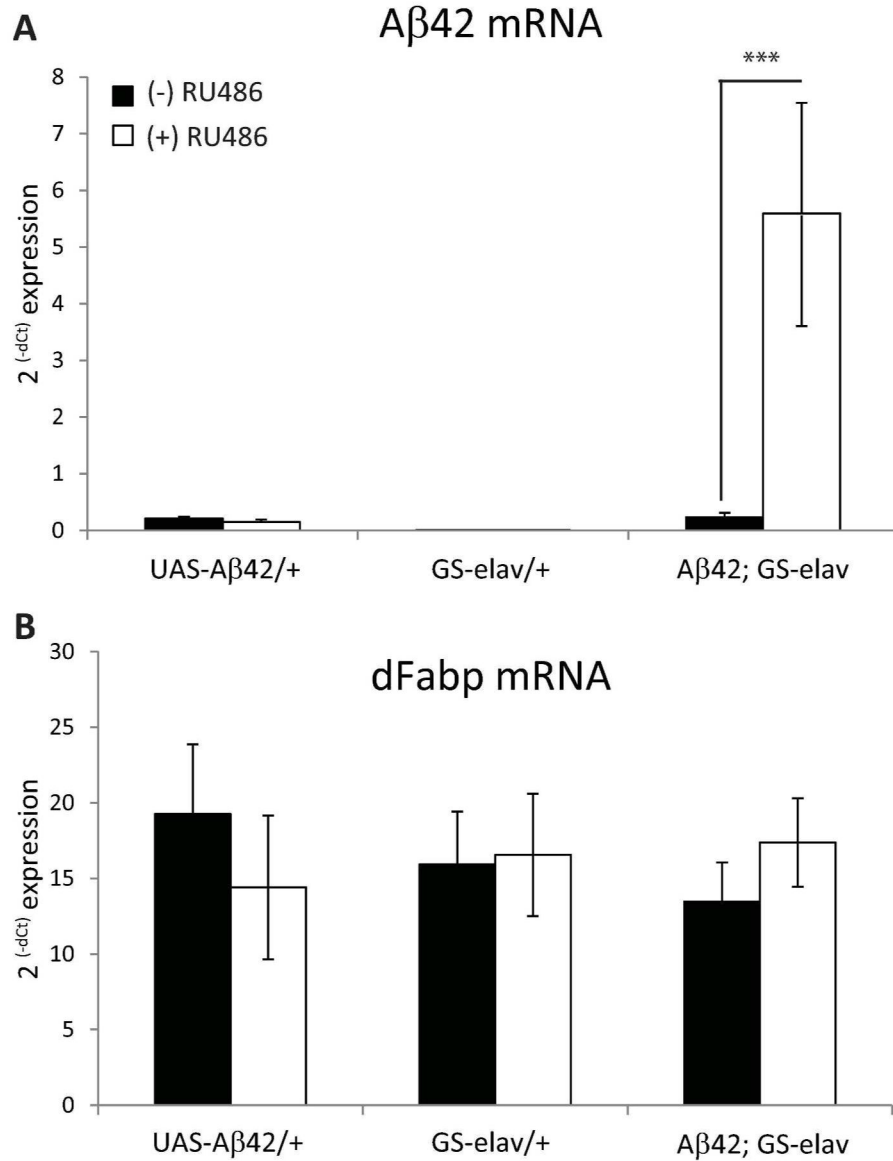 A
Aβ42 mRNA
***
(-) RU486
(+) RU486
8
7
6
5
4
3
2
1
0
2 (-dCt) expression
UAS-Aβ42/+
GS-elav/+
Aβ42; GS-elav
B
dFabp mRNA
30
25
20
15
10
5
0
2 (-dCt) expression
UAS-Aβ42/+
GS-elav/+
Aβ42; GS-elav